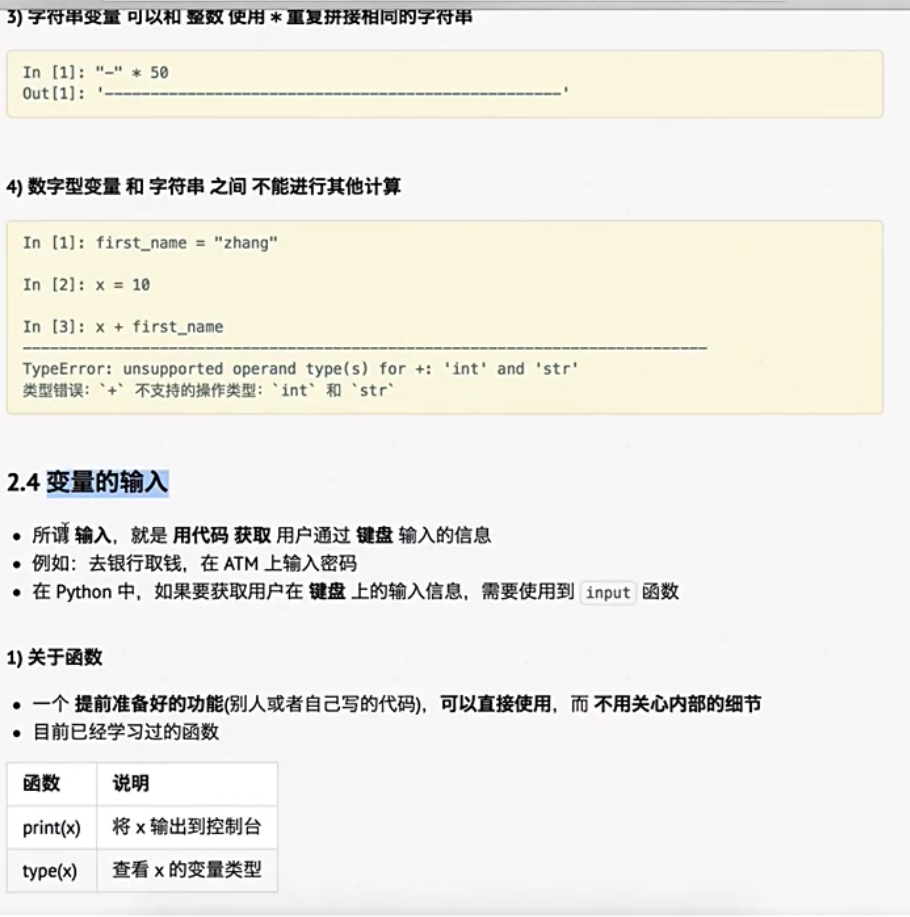 3) 字符串变量 可以和 整数 使用 * 重复拼接相同的字符串
In [1]: "-" * 50
Out[1]: '--------------------------------------------------'
4) 数字型变量 和 字符串 之间 不能进行其他计算
In [1]: first_name = "zhang"
In [2]: x = 10
In [3]: x + first_name
---------------------------------------------------------------------------
TypeError: unsupported operand type(s) for +: 'int' and 'str'
类型错误：`+` 不支持的操作类型：`int` 和 `str`
2.4 变量的输入
• 所谓 输入，就是 用代码 获取 用户通过 键盘 输入的信息
• 例如：去银行取钱，在 ATM 上输入密码
• 在 Python 中，如果要获取用户在 键盘 上的输入信息，需要使用到 input 函数
1) 关于函数
• 一个 提前准备好的功能(别人或者自己写的代码)，可以直接使用，而 不用关心内部的细节
• 目前已经学习过的函数
函数 说明
print(x) 将 x 输出到控制台
type(x) 查看 x 的变量类型